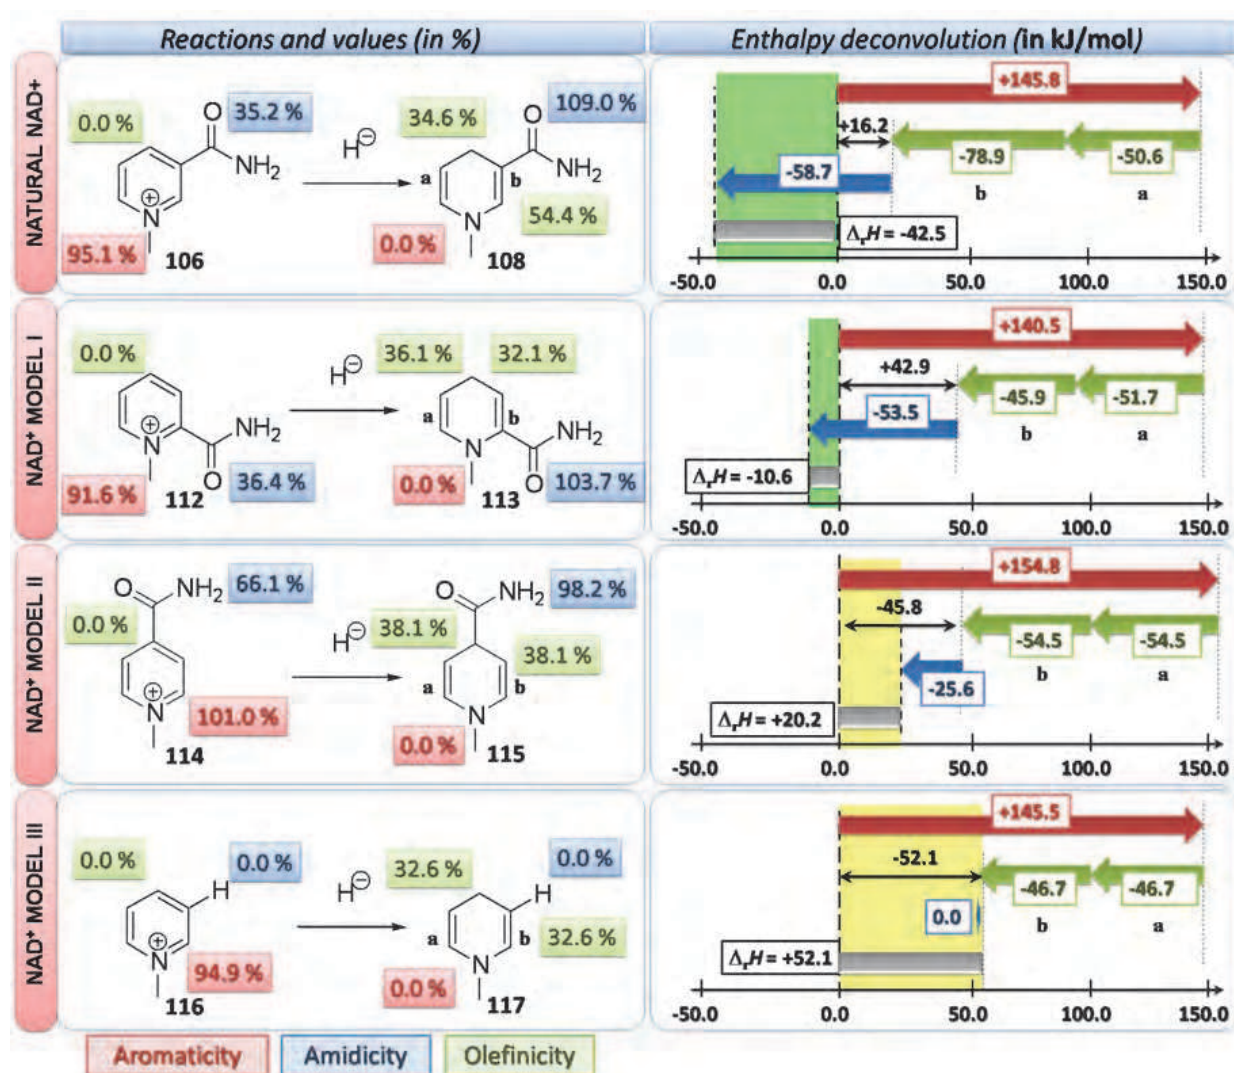 Reactions and values (in %)
Enthalpy deconvolution (in kJ/mol)
NATURAL NAD+
0.0 %
35.2 %
O
NH2
N
+
95.1 %
106
H⊖
34.6 %
109.0 %
O
NH2
a
b
N
54.4 %
0.0 %
108
+145.8
+16.2
-78.9
-50.6
-58.7
b
a
ΔrH = -42.5
-50.0
0.0
50.0
100.0
150.0
NAD+ MODEL I
0.0 %
N
+
NH2
O
91.6 %
112
36.4 %
H⊖
36.1 %
32.1 %
a
b
N
NH2
O
0.0 %
113
103.7 %
+140.5
+42.9
-45.9
-51.7
-53.5
b
a
ΔrH = -10.6
-50.0
0.0
50.0
100.0
150.0
NAD+ MODEL II
O
NH2
66.1 %
0.0 %
+
N
101.0 %
114
H⊖
O
NH2
98.2 %
38.1 %
38.1 %
a
b
N
0.0 %
115
+154.8
-45.8
-54.5
-54.5
-25.6
b
a
ΔrH = +20.2
-50.0
0.0
50.0
100.0
150.0
NAD+ MODEL III
0.0 %
0.0 %
H
+
N
94.9 %
116
H⊖
32.6 %
0.0 %
H
a
b
32.6 %
N
0.0 %
117
+145.5
-52.1
-46.7
-46.7
0.0
b
a
ΔrH = +52.1
-50.0
0.0
50.0
100.0
150.0
Aromaticity
Amidicity
Olefinicity